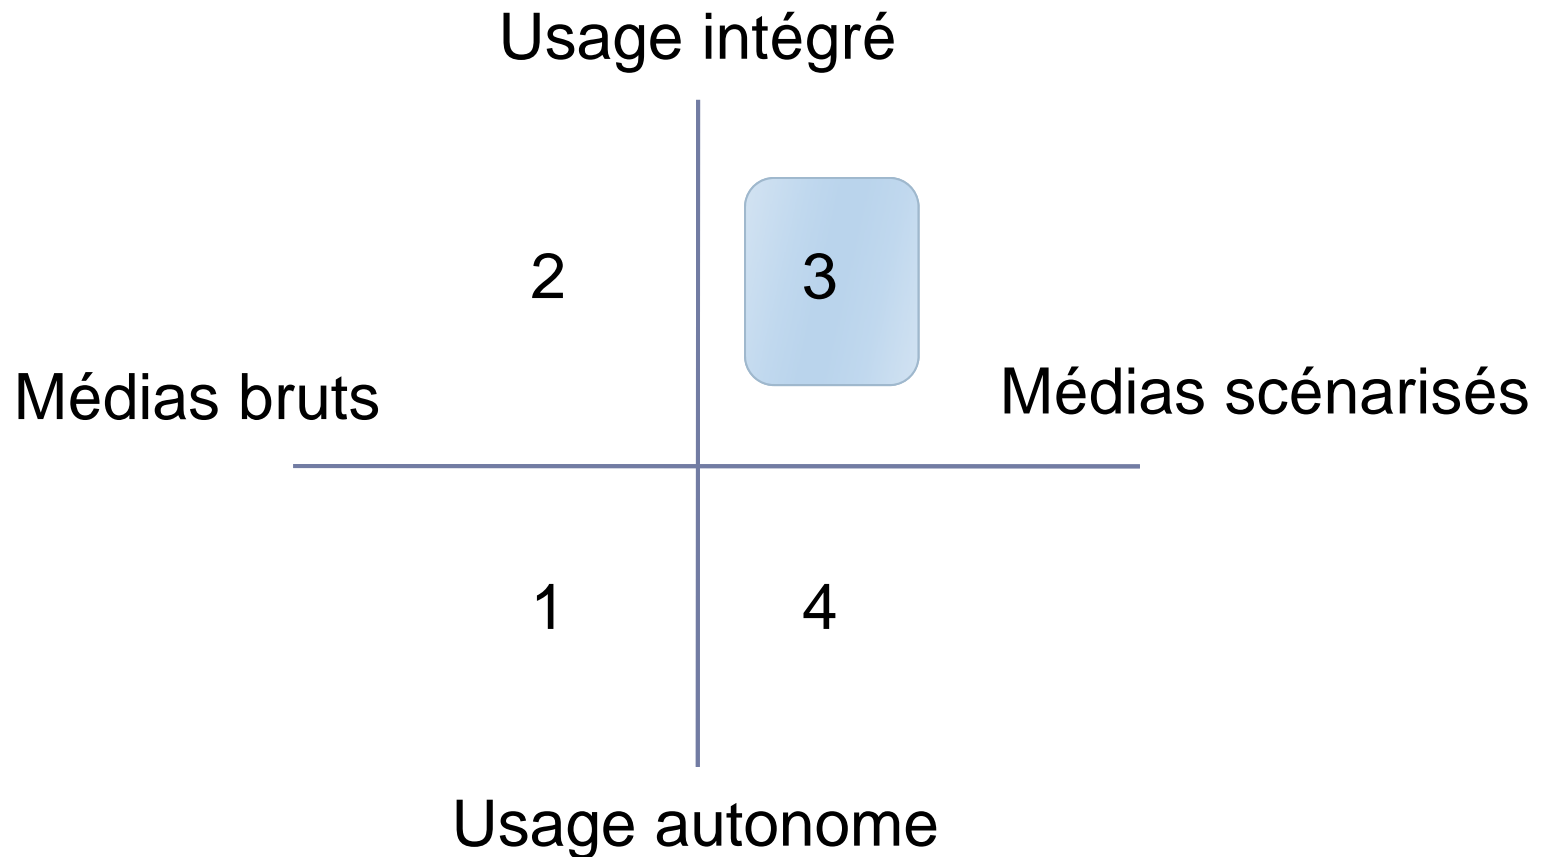 Usage intégré
2
3
Médias bruts
Médias scénarisés
1
4
Usage autonome